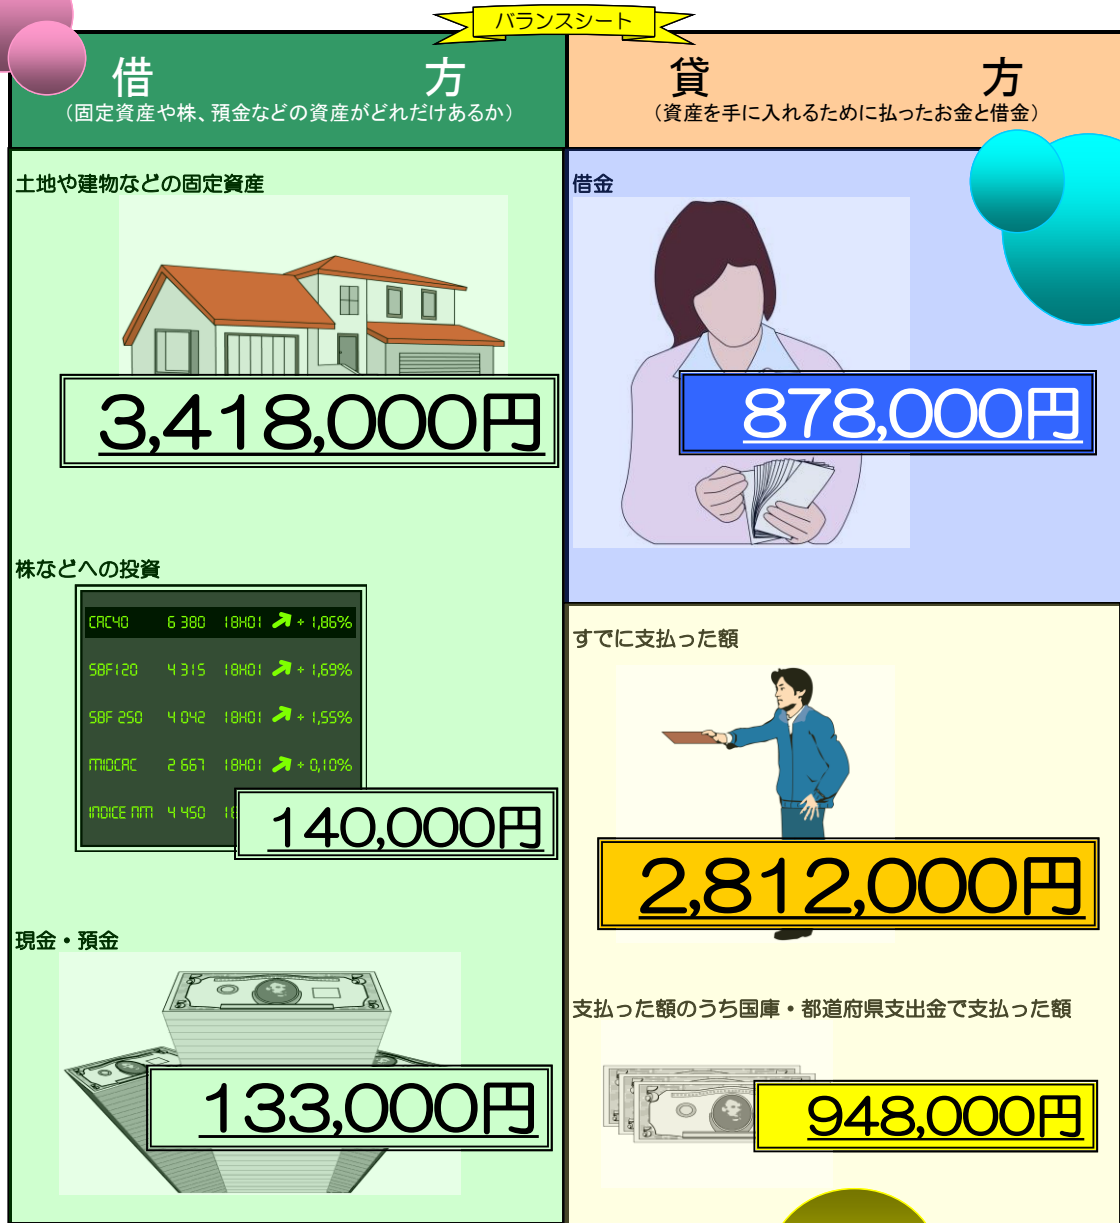 バランスシート
借 方
（固定資産や株、預金などの資産がどれだけあるか）
貸 方
（資産を手に入れるために払ったお金と借金）
土地や建物などの固定資産
3,418,000円
株などへの投資
CAC40 6 380 18H01 + 1,86%
SBF120 4 315 18H01 + 1,69%
SBF 250 4 042 18H01 + 1,55%
MIDCAC 2 667 18H01 + 0,10%
INDICE NM 4 450
140,000円
現金・預金
133,000円
借金
878,000円
すでに支払った額
2,812,000円
支払った額のうち国庫・都道府県支出金で支払った額
948,000円